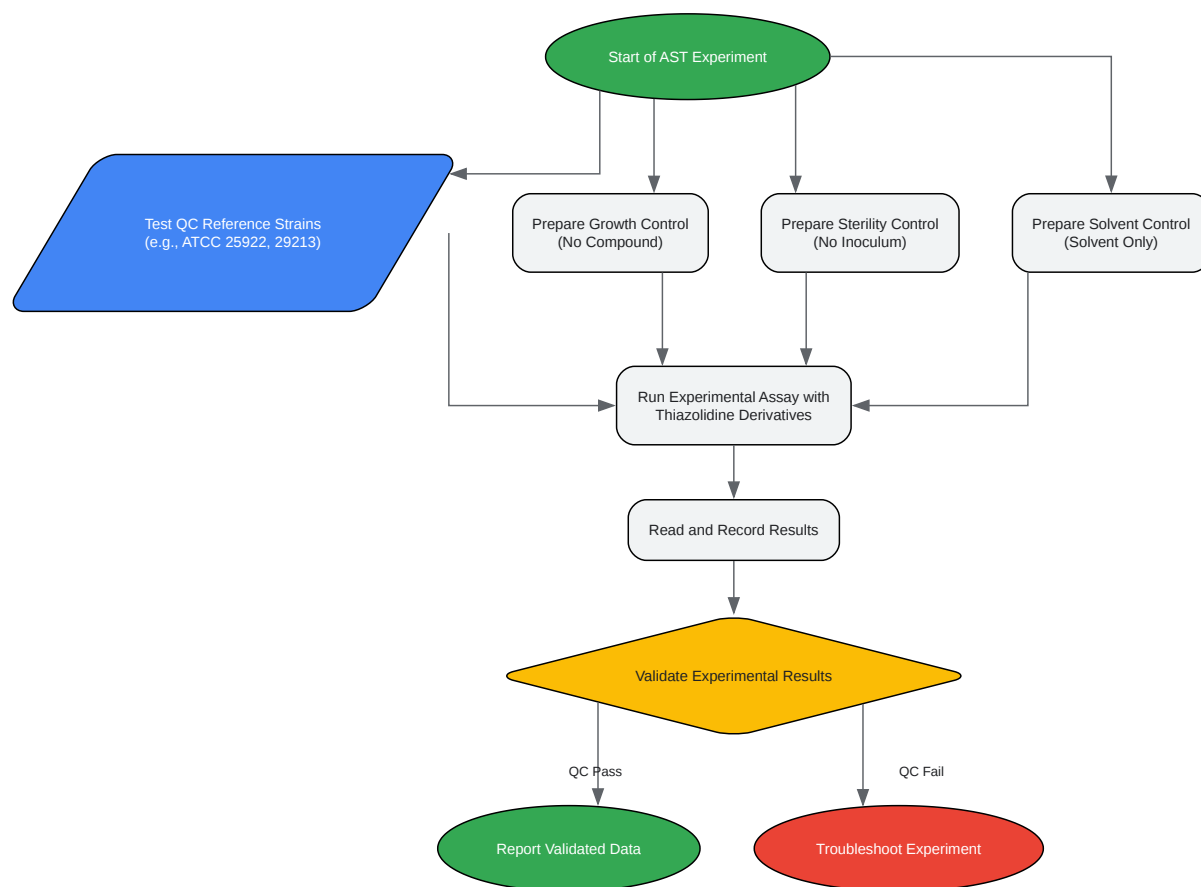 Start of AST Experiment
Test QC Reference Strains
(e.g., ATCC 25922, 29213)
Prepare Growth Control
(No Compound)
Prepare Sterility Control
(No Inoculum)
Prepare Solvent Control
(Solvent Only)
Run Experimental Assay with
Thiazolidine Derivatives
Read and Record Results
Validate Experimental Results
QC Pass
QC Fail
Report Validated Data
Troubleshoot Experiment